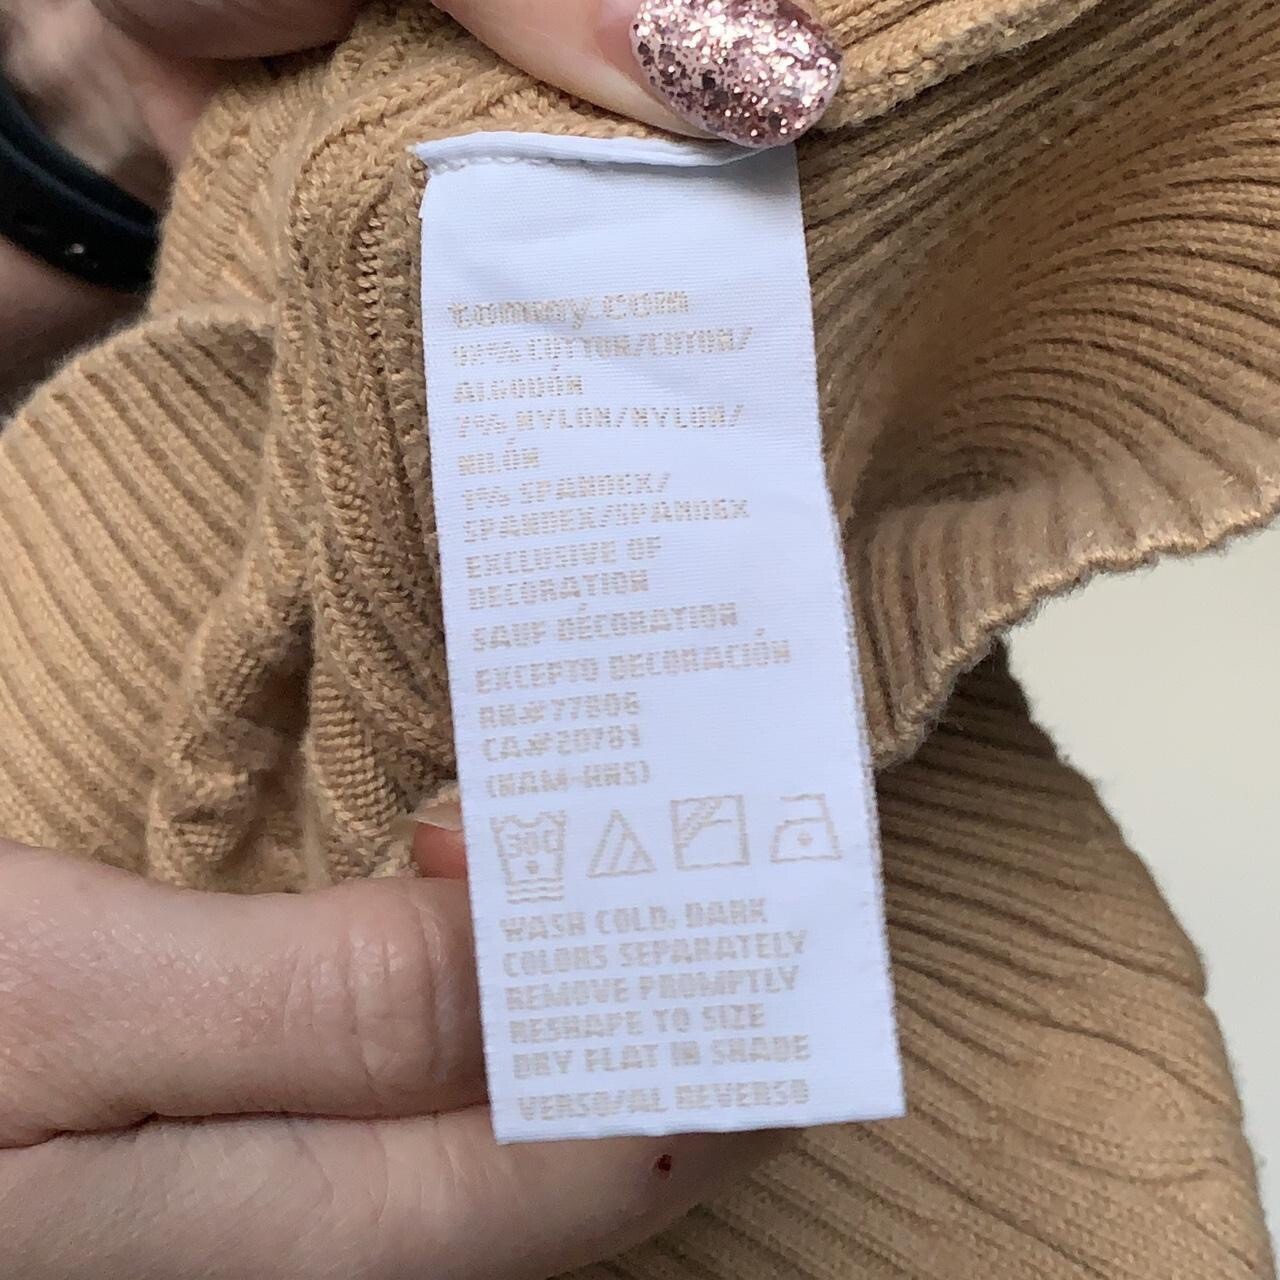 tommy.com
92% COTTON/COTON/
ALGODÓN
7% NYLON/NYLON/
NILÓN
1% SPANDEX/
SPANDEX/SPANDEX
EXCLUSIVE OF
DECORATION
SAUF DÉCORATION
EXCEPTO DECORACIÓN
RN#77806
CA#20781
(NAM-HNS)
30C
WASH COLD, DARK
COLORS SEPARATELY
REMOVE PROMPTLY
RESHAPE TO SIZE
DRY FLAT IN SHADE
VERSO/AL REVERSO